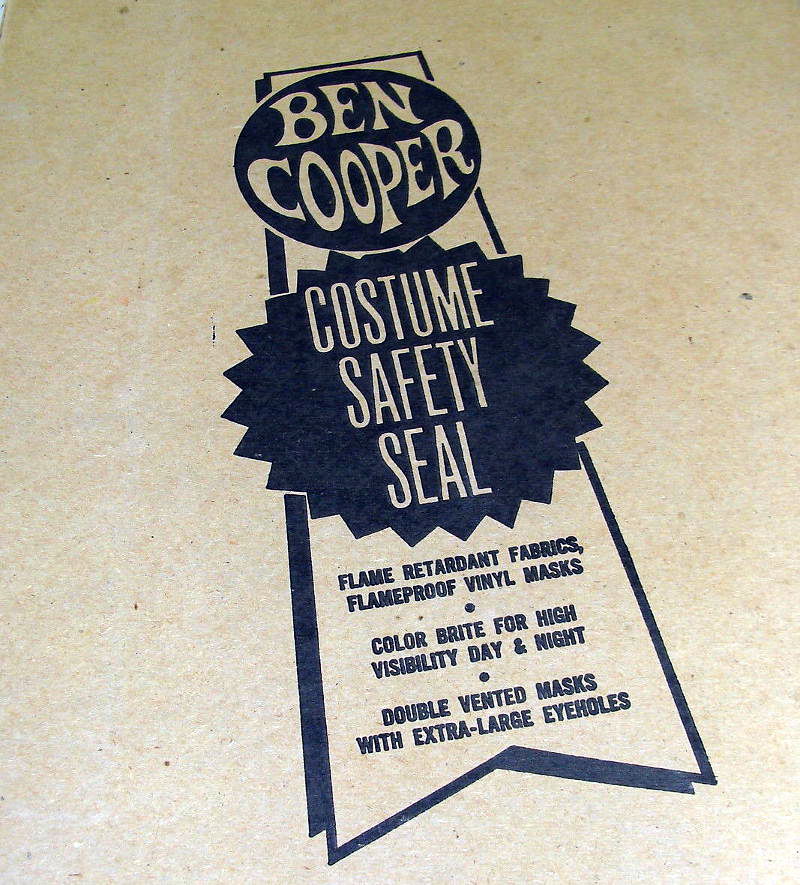 BEN
COOPER
COSTUME
SAFETY
SEAL
FLAME RETARDANT FABRICS,
FLAMEPROOF VINYL MASKS
•
COLOR BRITE FOR HIGH
VISIBILITY DAY & NIGHT
•
DOUBLE VENTED MASKS
WITH EXTRA-LARGE EYEHOLES